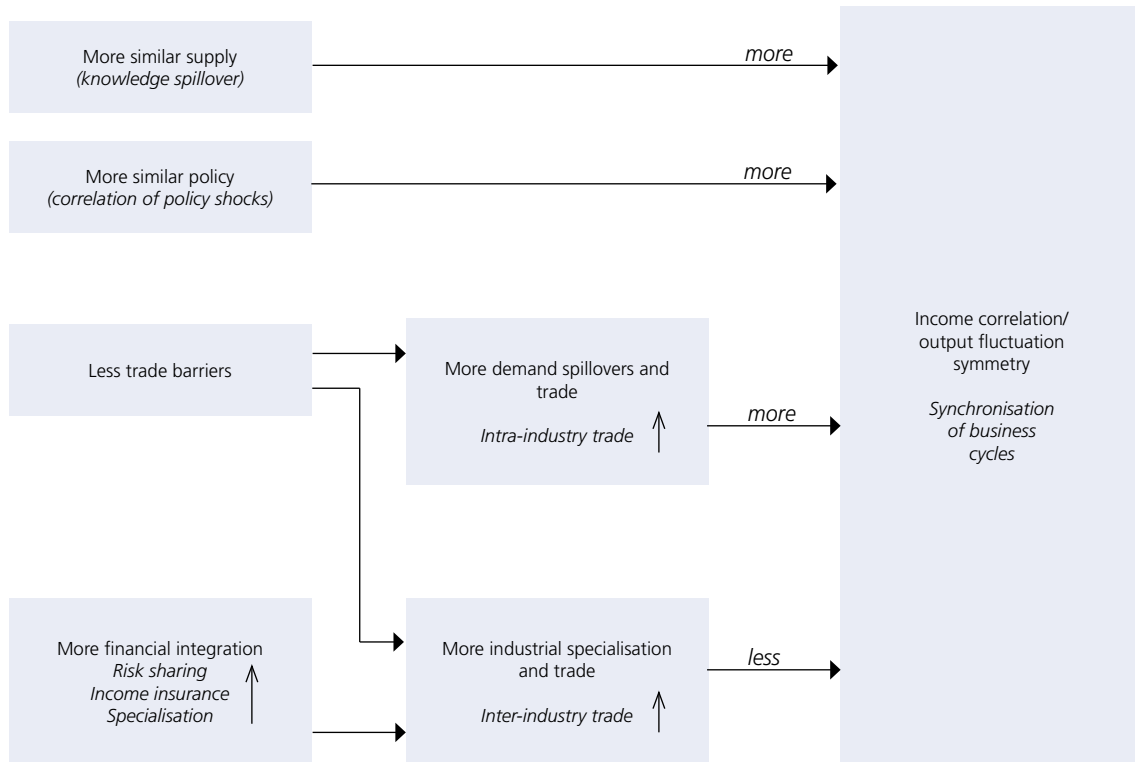 More similar supply
(knowledge spillover)
more
More similar policy
(correlation of policy shocks)
more
Less trade barriers
More demand spillovers and
trade
Intra-industry trade
more
More financial integration
Risk sharing
Income insurance
Specialisation
More industrial specialisation
and trade
Inter-industry trade
less
Income correlation/
output fluctuation
symmetry
Synchronisation
of business
cycles